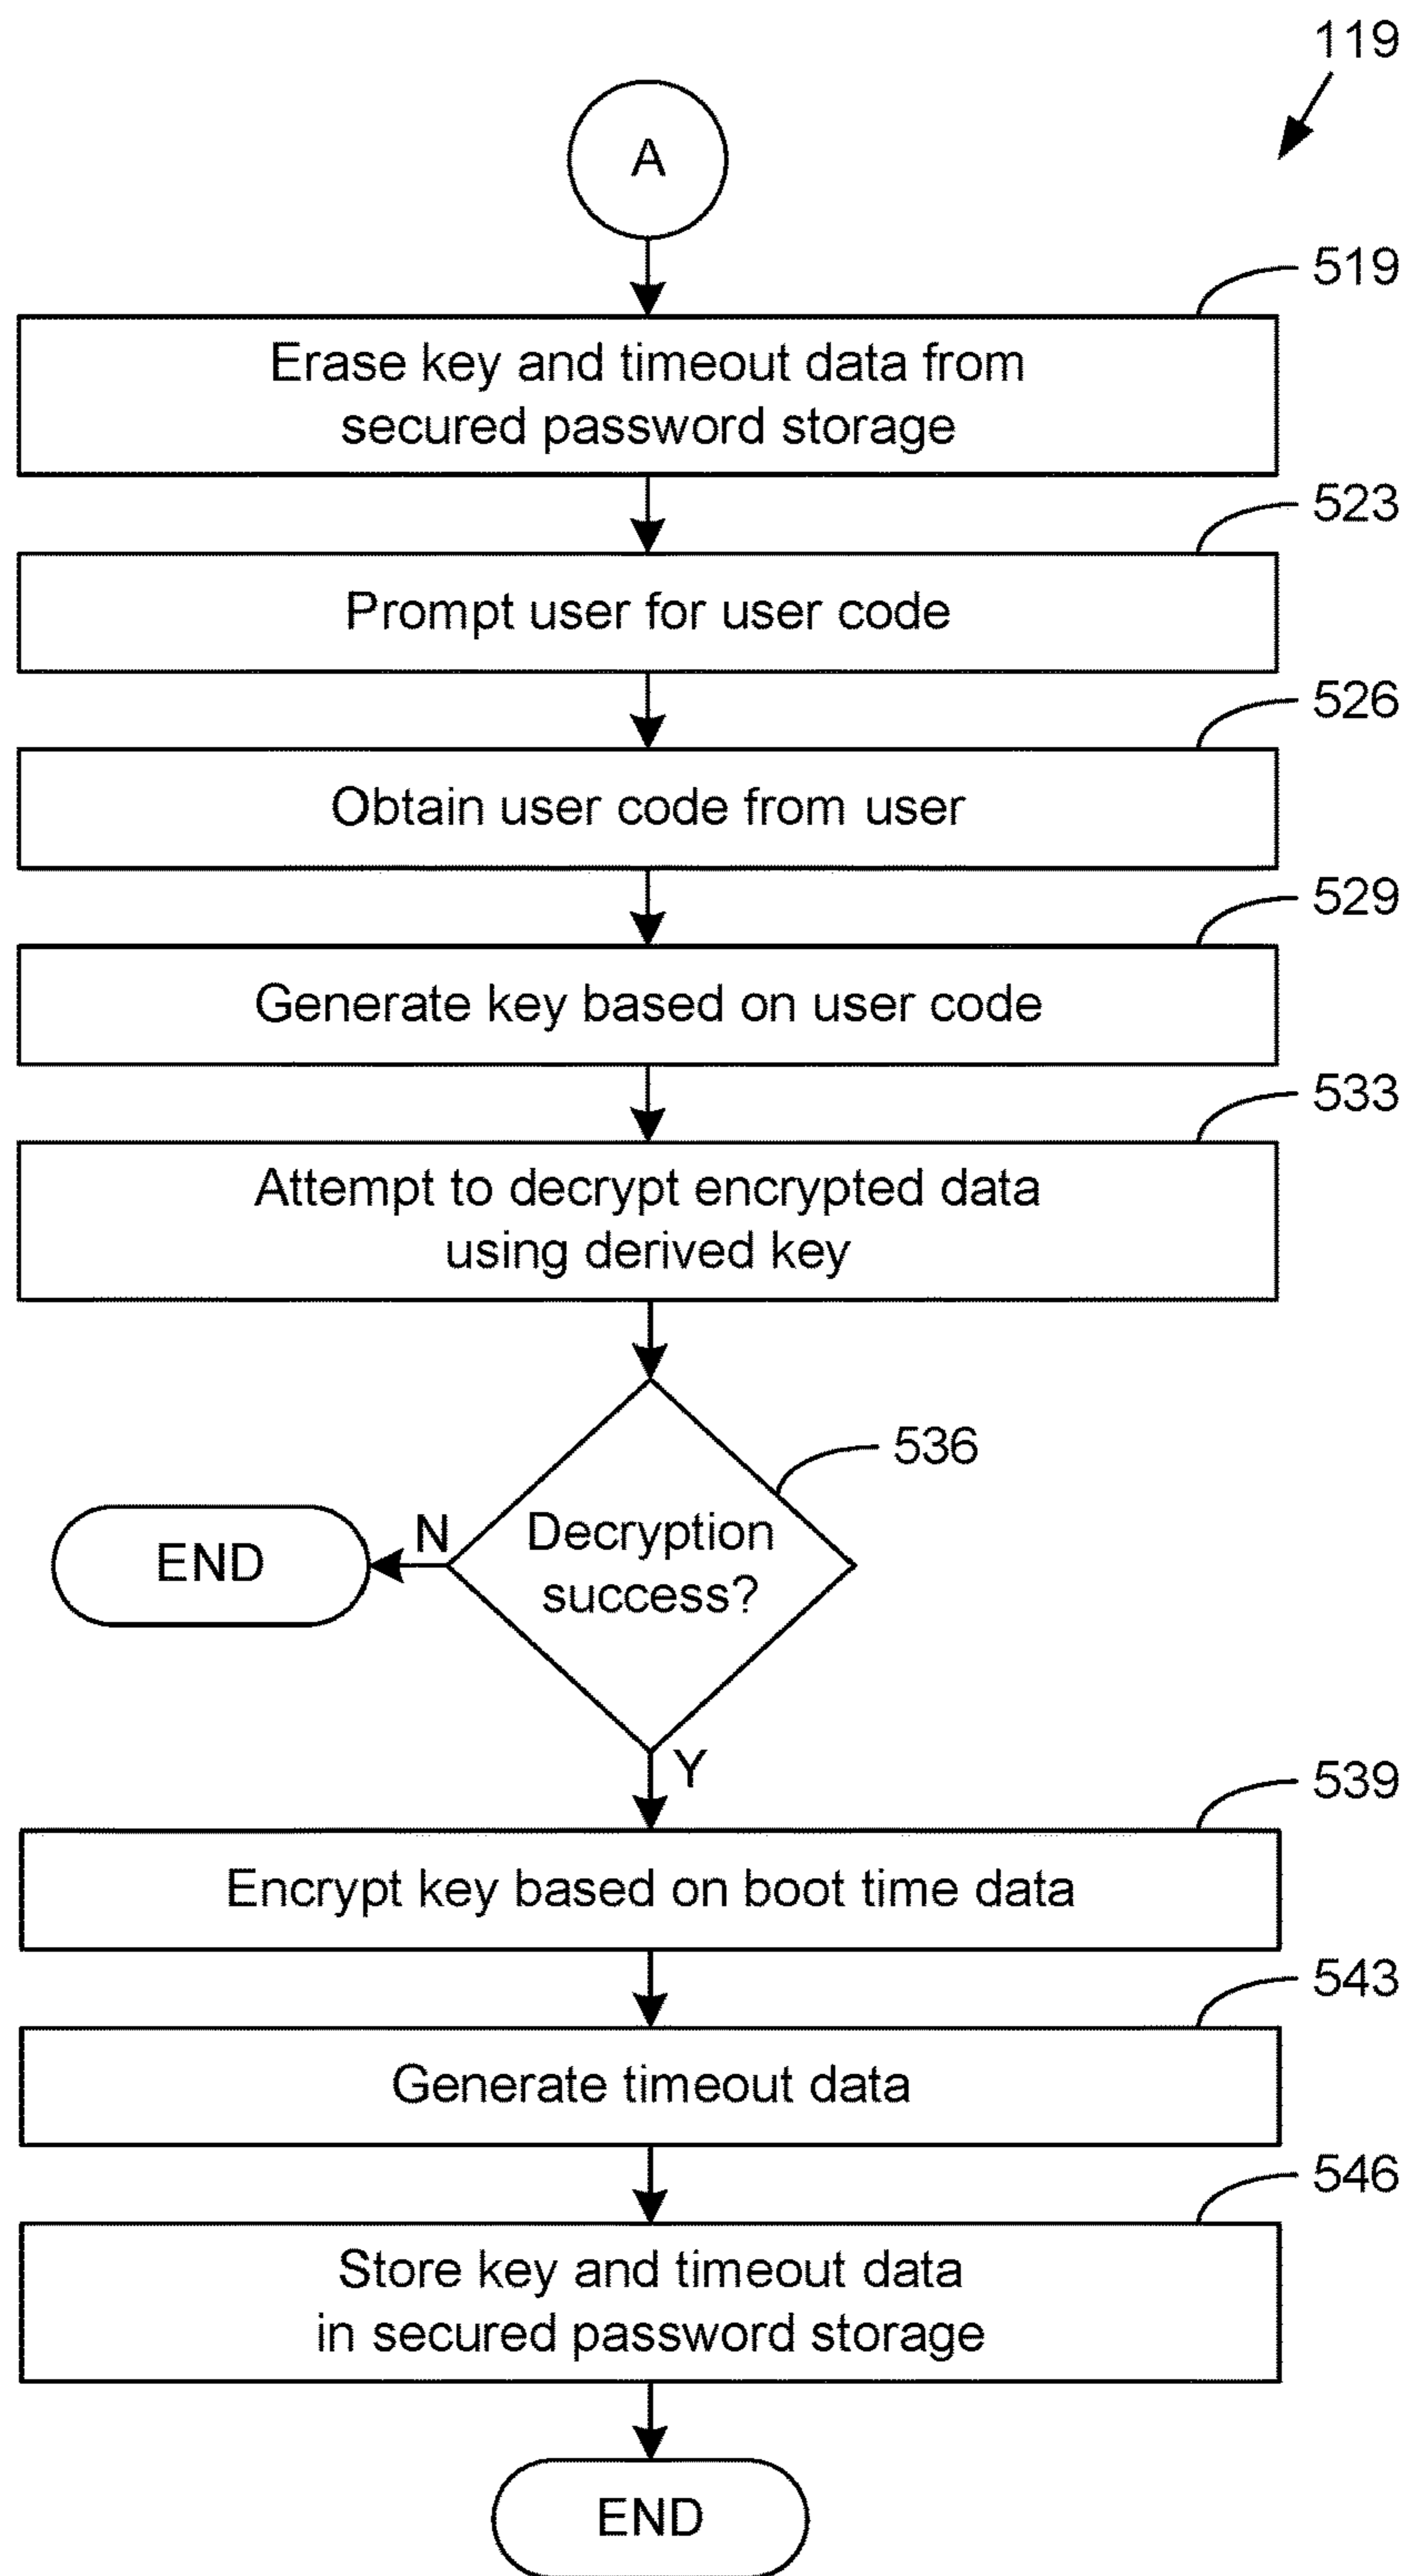 119
A
519
Erase key and timeout data from
secured password storage
523
Prompt user for user code
526
Obtain user code from user
529
Generate key based on user code
533
Attempt to decrypt encrypted data
using derived key
536
Decryption
success?
N
END
Y
539
Encrypt key based on boot time data
543
Generate timeout data
546
Store key and timeout data
in secured password storage
END